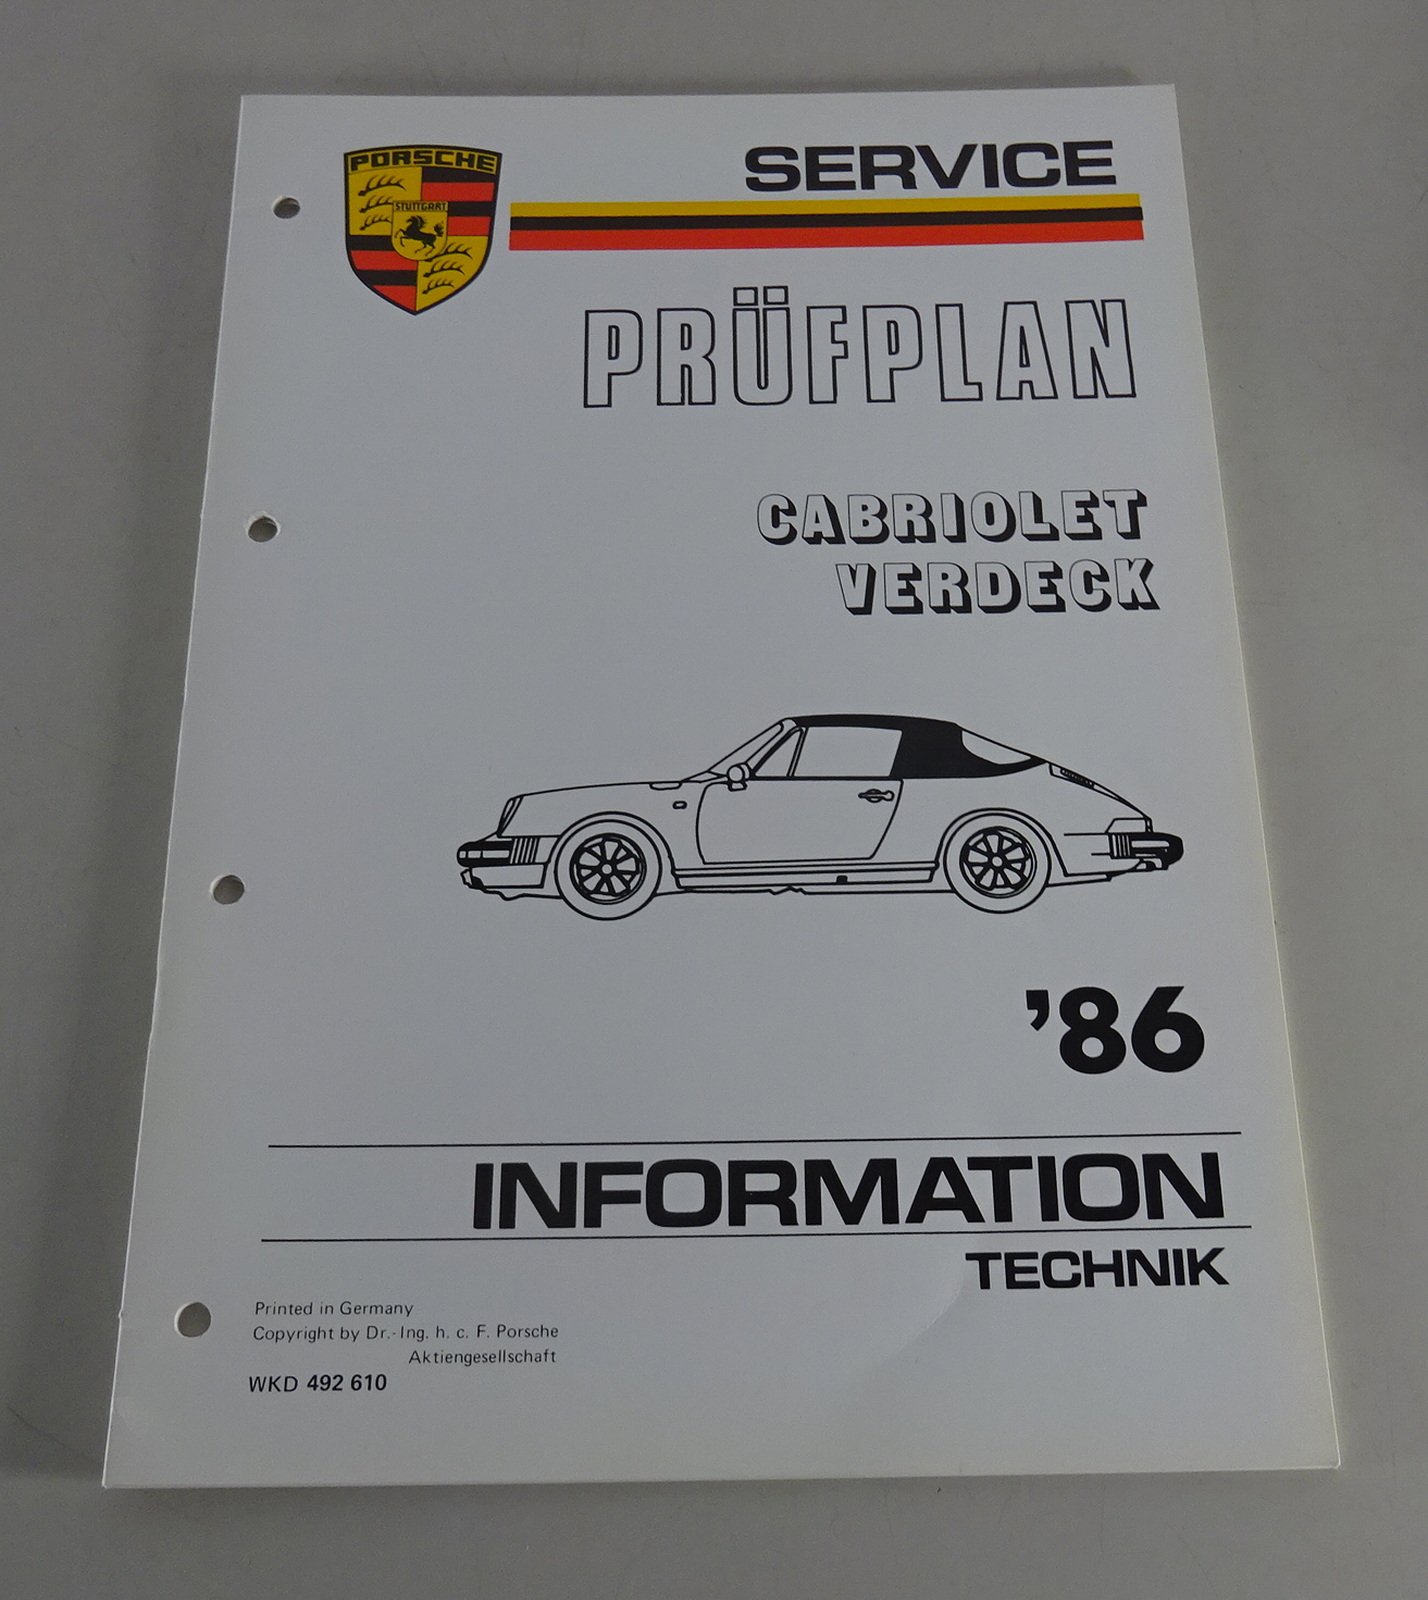 PORSCHE
STUTTGART
SERVICE
PRÜFPLAN
CABRIOLET
VERDECK
'86
INFORMATION
TECHNIK
Printed in Germany
Copyright by Dr.-Ing. h. c. F. Porsche
Aktiengesellschaft
WKD 492 610